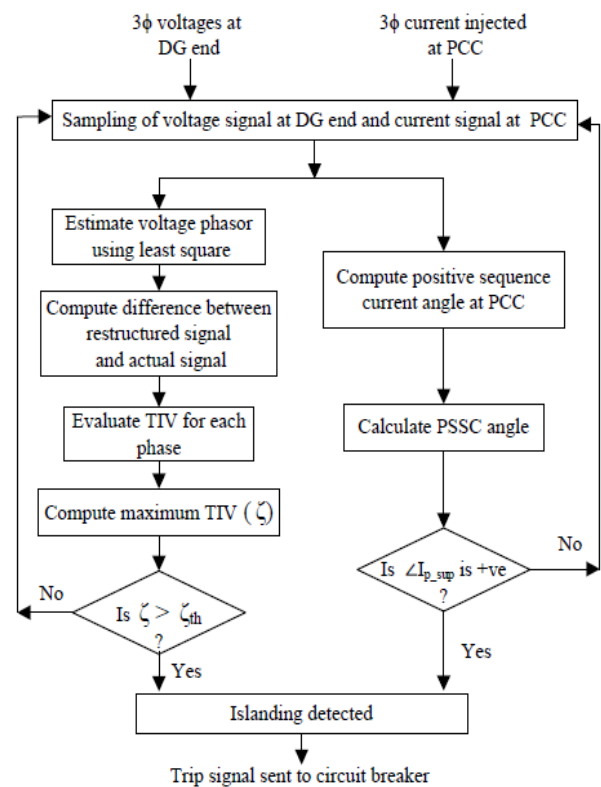 3ϕ voltages at
DG end
3ϕ current injected
at PCC
Sampling of voltage signal at DG end and current signal at PCC
Estimate voltage phasor
using least square
Compute difference between
restructured signal
and actual signal
Evaluate TIV for each
phase
Compute maximum TIV (ζ)
Is ζ > ζth
?
No
Yes
Compute positive sequence
current angle at PCC
Calculate PSSC angle
Is ∠Ip_sup is +ve
?
No
Yes
Islanding detected
Trip signal sent to circuit breaker